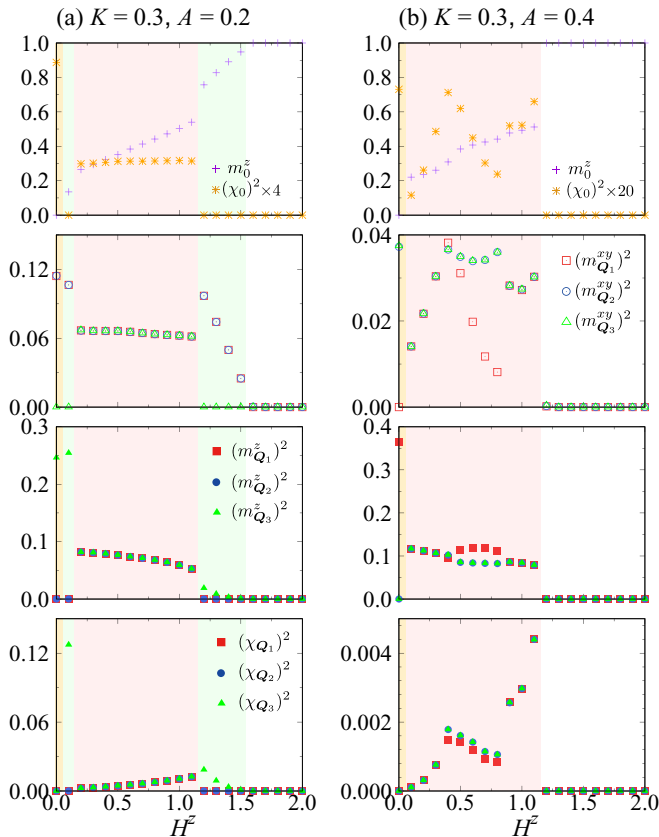 (a) K = 0.3, A = 0.2
1.0
0.8
0.6
0.4
0.2
0.0
m_0^z
(χ_0)^2×4
0.12
0.06
0.00
0.3
0.2
0.1
0.0
(m^z_{Q_1})^2
(m^z_{Q_2})^2
(m^z_{Q_3})^2
0.12
0.06
0.00
(χ_{Q_1})^2
(χ_{Q_2})^2
(χ_{Q_3})^2
0.0 0.5 1.0 1.5 2.0
H^z
(b) K = 0.3, A = 0.4
1.0
0.8
0.6
0.4
0.2
0.0
m_0^z
(χ_0)^2×20
0.04
0.02
0.00
(m^{xy}_{Q_1})^2
(m^{xy}_{Q_2})^2
(m^{xy}_{Q_3})^2
0.4
0.3
0.2
0.1
0.0
0.004
0.002
0.000
0.0 0.5 1.0 1.5 2.0
H^z